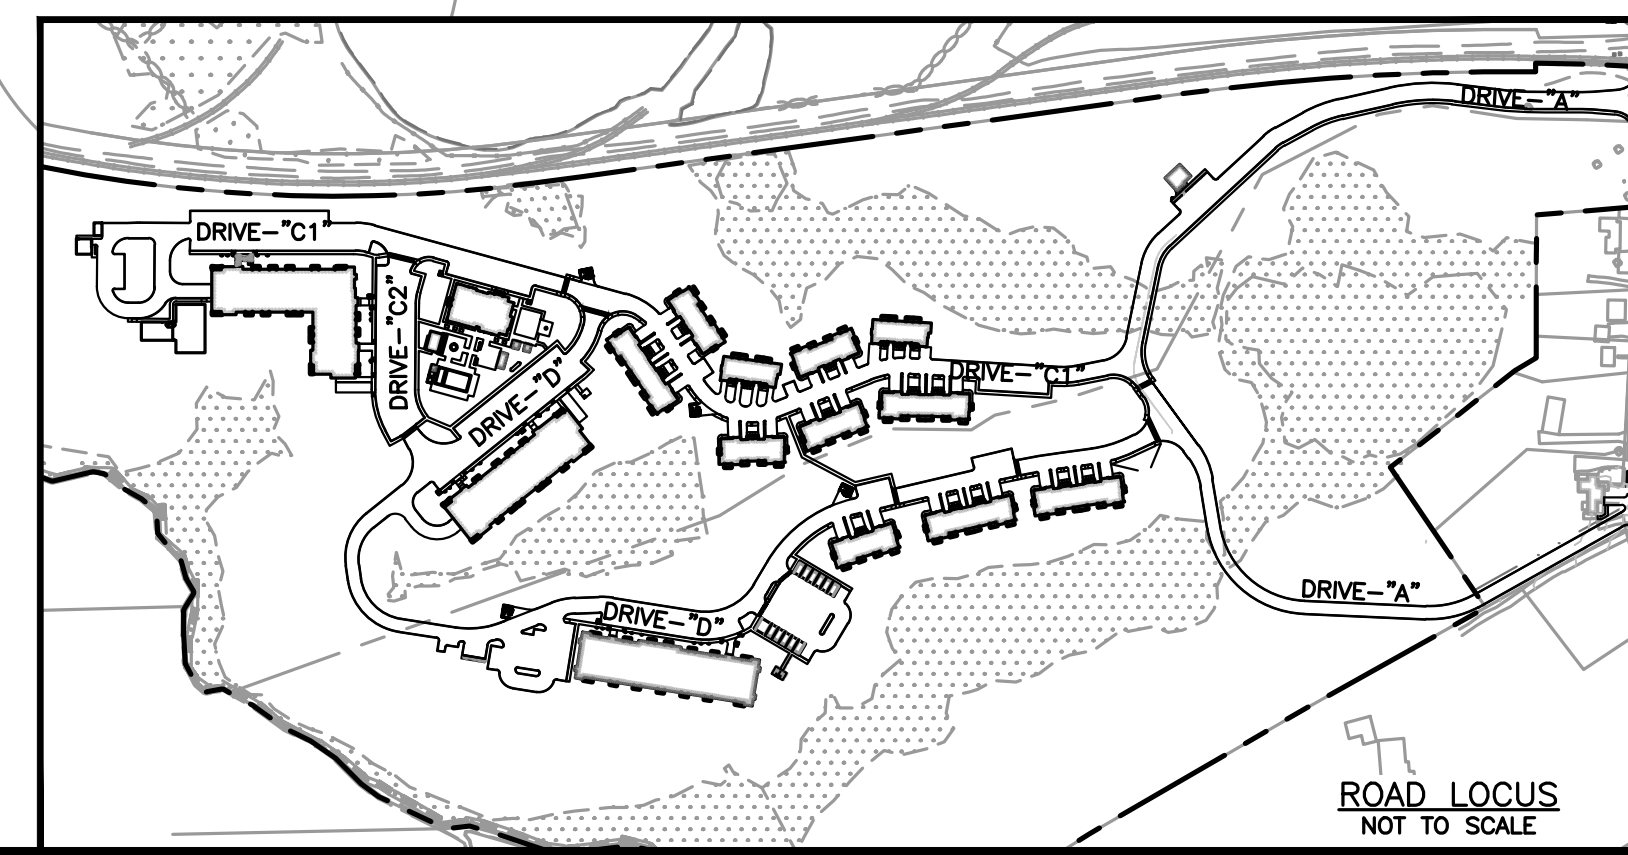 DRIVE-"A"
DRIVE-"C1"
DRIVE-"C2"
DRIVE-"D"
DRIVE-"C1"
DRIVE-"A"
DRIVE-"D"
ROAD LOCUS
NOT TO SCALE